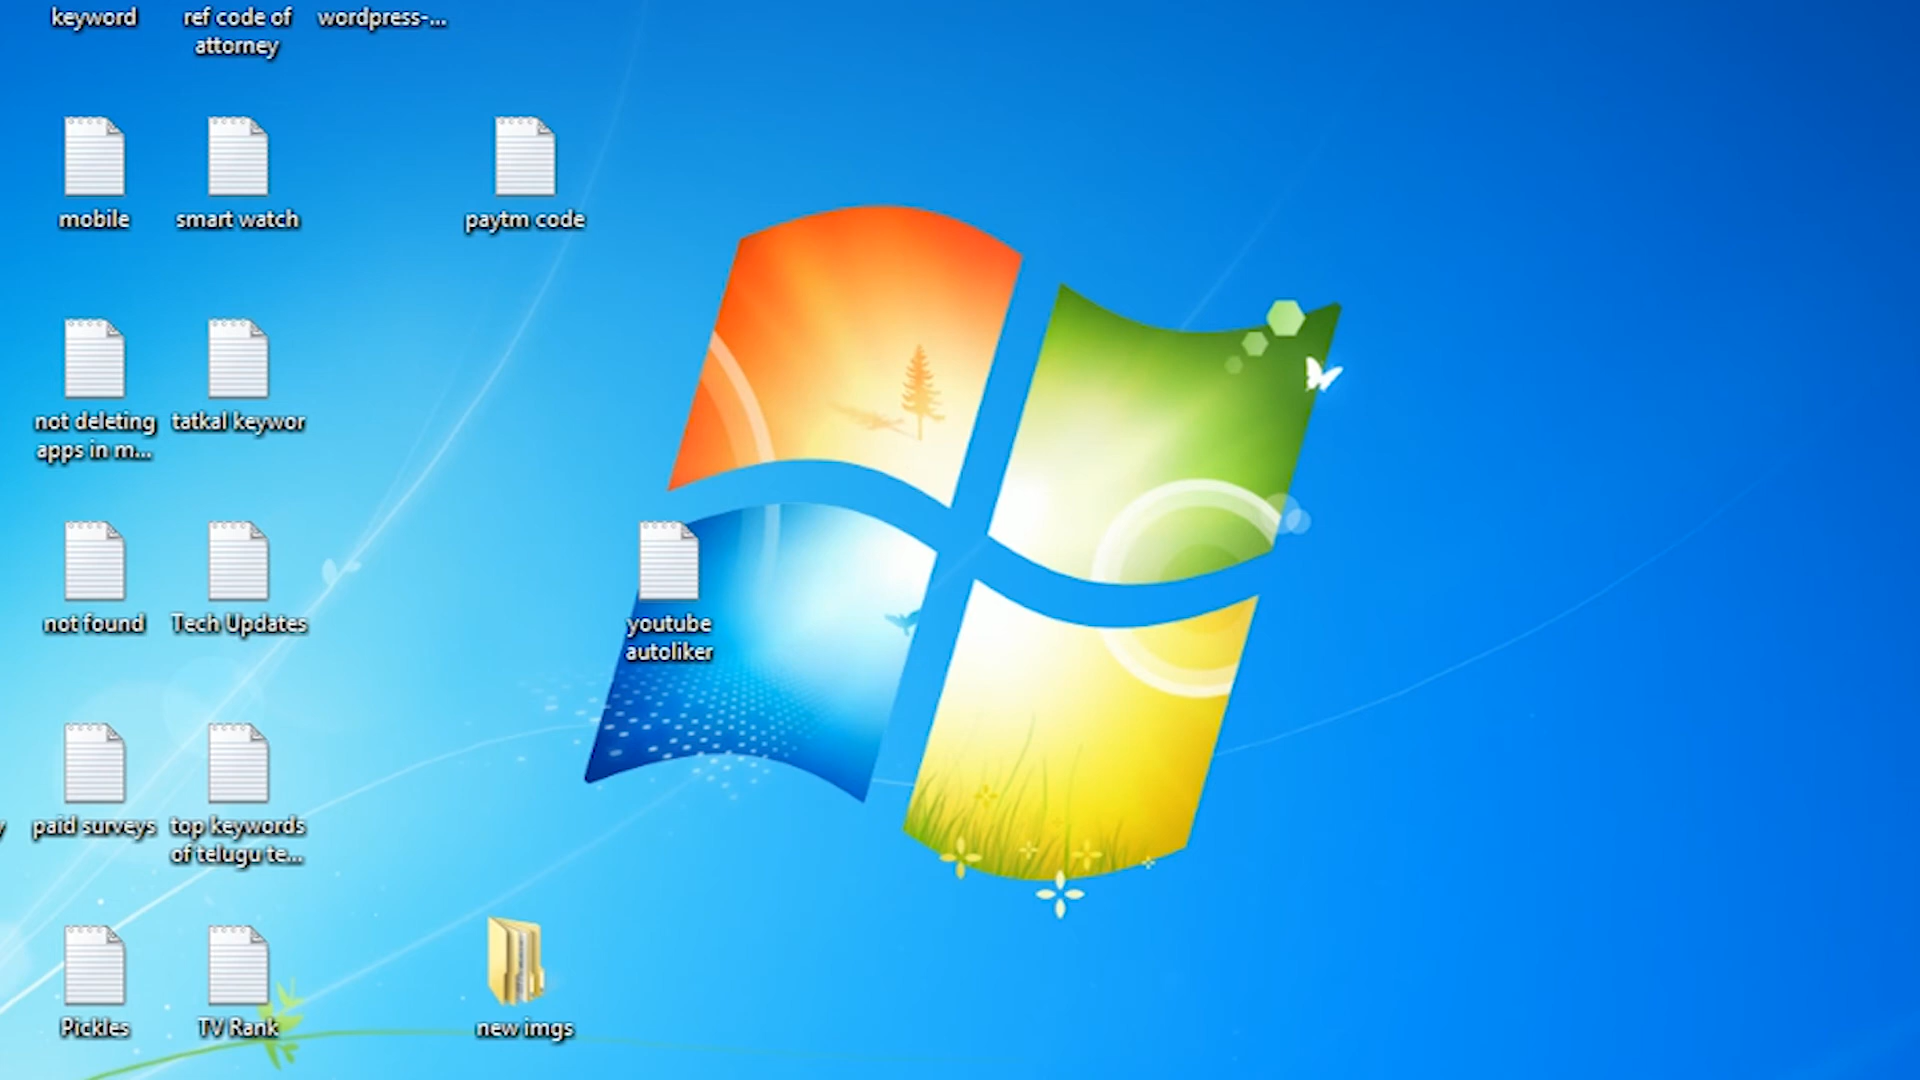 keyword
ref code of
attorney
wordpress-...
mobile
smart watch
paytm code
not deleting
apps in m...
tatkal keywor
not found
Tech Updates
youtube
autoliker
y
paid surveys
top keywords
of telugu te...
Pickles
TV Rank
new imgs